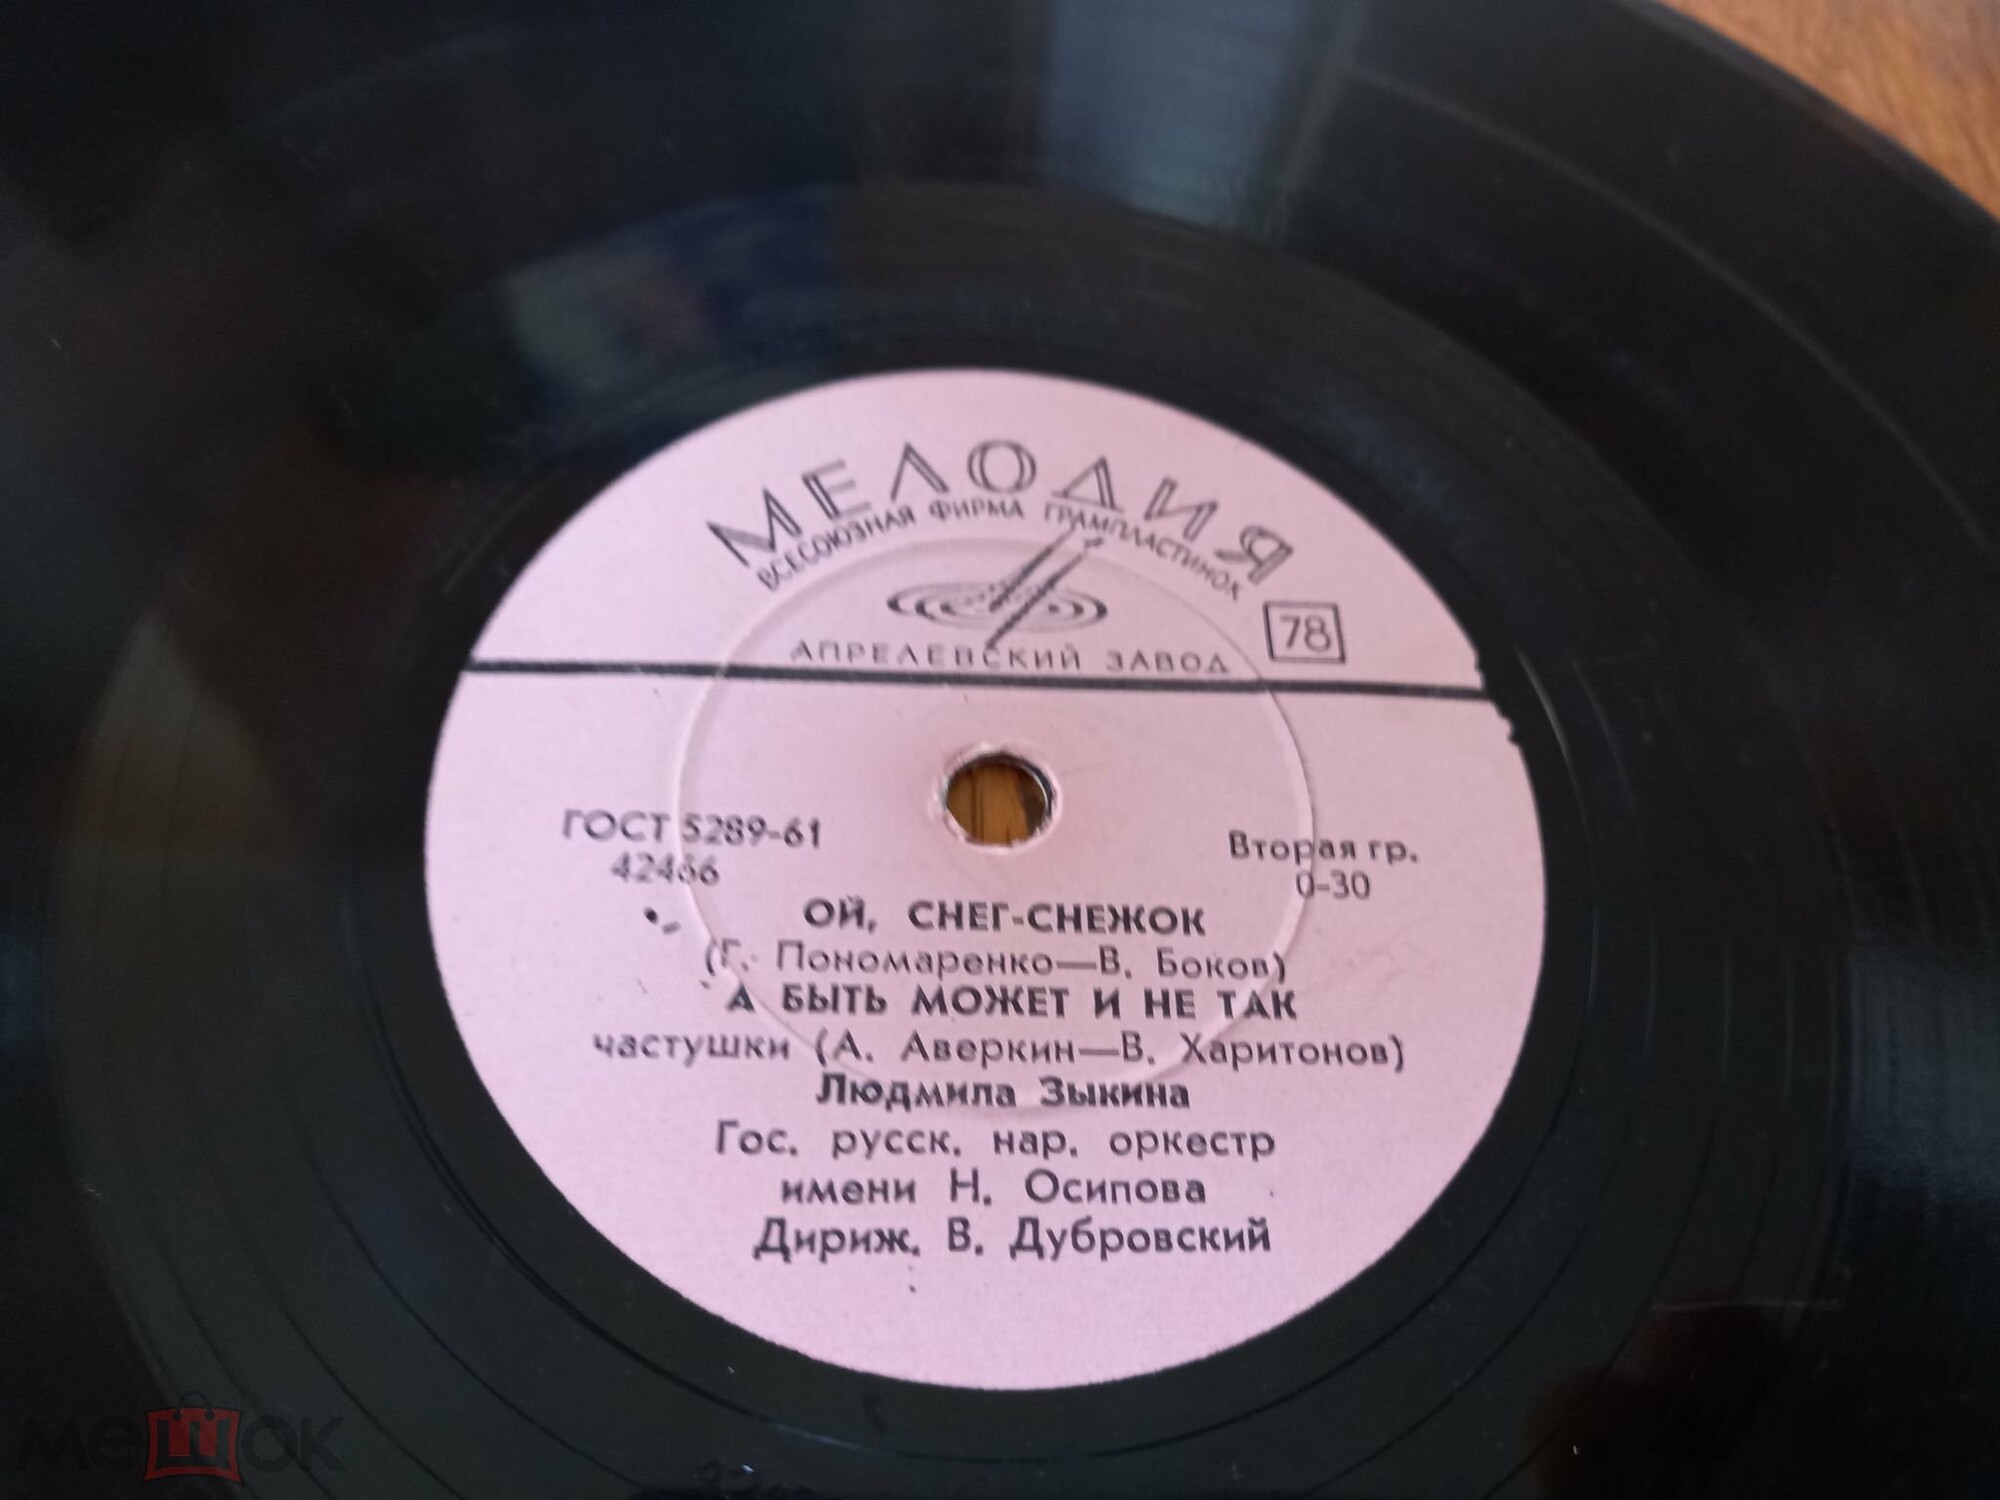 МЕЛОДИЯ
ВСЕСОЮЗНАЯ ФИРМА ГРАМПЛАСТИНОК
АПРЕЛЕВСКИЙ ЗАВОД
78
ГОСТ 5289-61
42466
Вторая гр.
0-30
ОЙ, СНЕГ-СНЕЖОК
(Г. Пономаренко—В. Боков)
А БЫТЬ МОЖЕТ И НЕ ТАК
частушки (А. Аверкин—В. Харитонов)
Людмила Зыкина
Гос. русск. нар. оркестр
имени Н. Осипова
Дириж. В. Дубровский
мешок